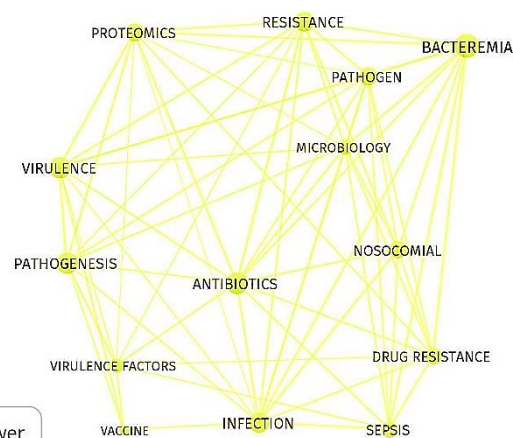 RESISTANCE
PROTEOMICS
BACTEREMIA
PATHOGEN
MICROBIOLOGY
VIRULENCE
NOSOCOMIAL
PATHOGENESIS
ANTIBIOTICS
DRUG RESISTANCE
VIRULENCE FACTORS
INFECTION
VACCINE
SEPSIS